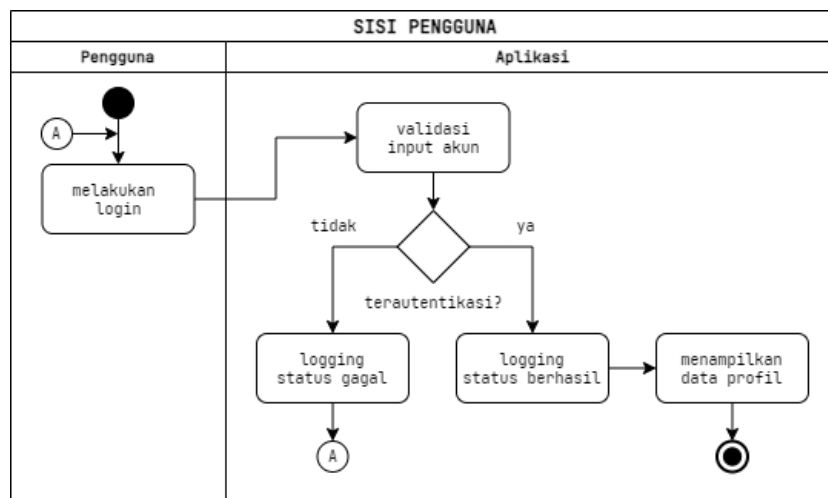 SISI PENGGUNA
Pengguna
Aplikasi
A
melakukan
login
validasi
input akun
tidak
ya
terautentikasi?
logging
status gagal
logging
status berhasil
menampilkan
data profil
A